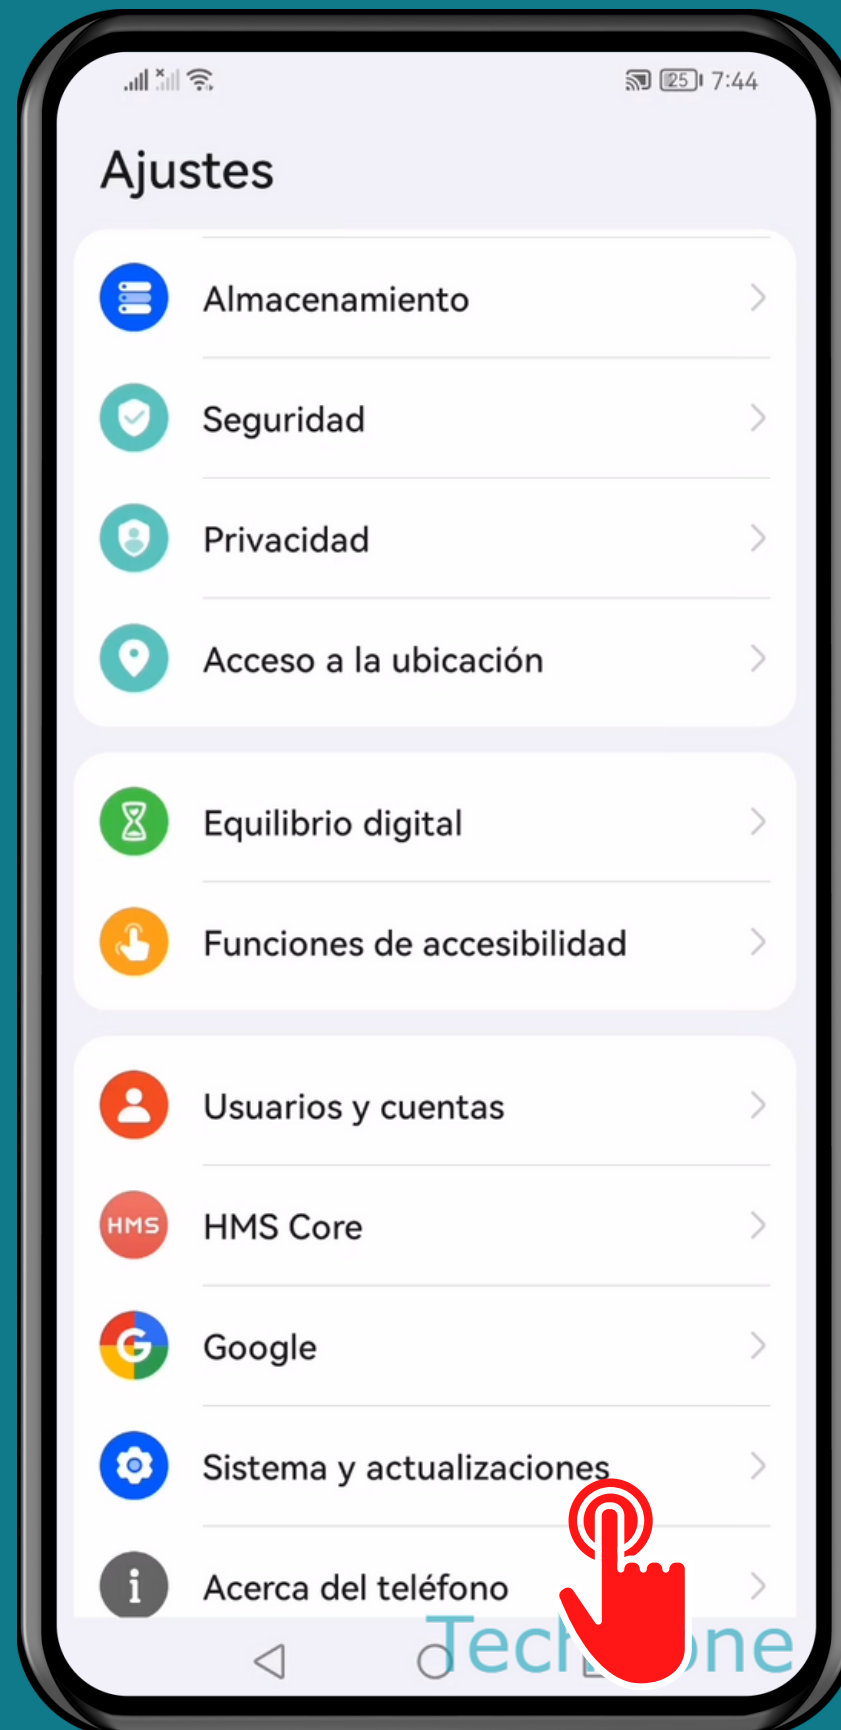 25 7:44
Ajustes
Almacenamiento
Seguridad
Privacidad
Acceso a la ubicación
Equilibrio digital
Funciones de accesibilidad
Usuarios y cuentas
HMS
HMS Core
G
Google
Sistema y actualizaciones
i
Acerca del teléfono